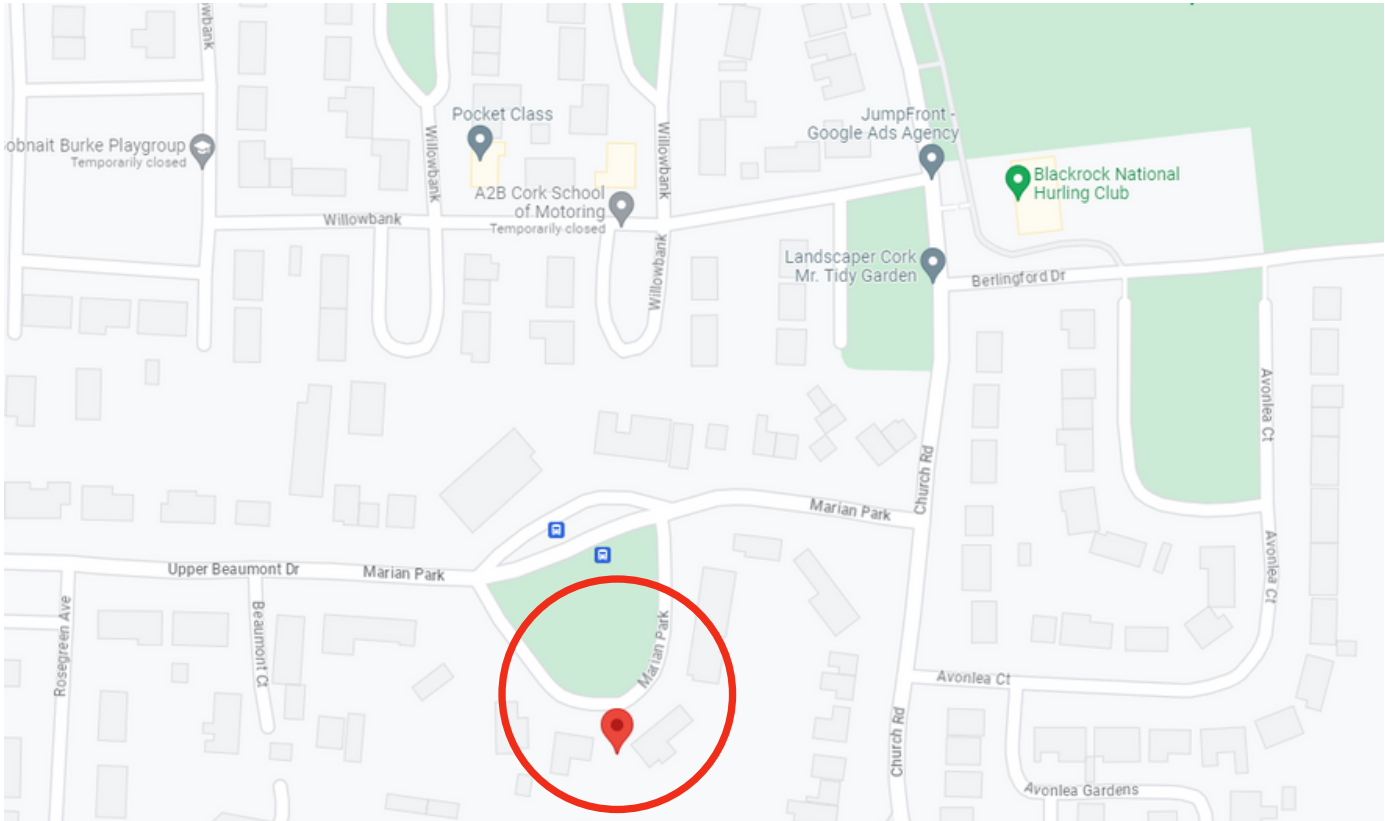 wbank
Pocket Class
JumpFront -
Google Ads Agency
obnait Burke Playgroup
Temporarily closed
Willowbank
Willowbank
Blackrock National
Hurling Club
A2B Cork School
of Motoring
Temporarily closed
Willowbank
Willowbank
Landscaper Cork
Mr. Tidy Garden
Berlingford Dr
Avonlea Ct
Church Rd
Marian Park
Upper Beaumont Dr
Marian Park
Avonlea Ct
Rosegreen Ave
Beaumont Ct
Marian Park
Avonlea Ct
Church Rd
Avonlea Gardens